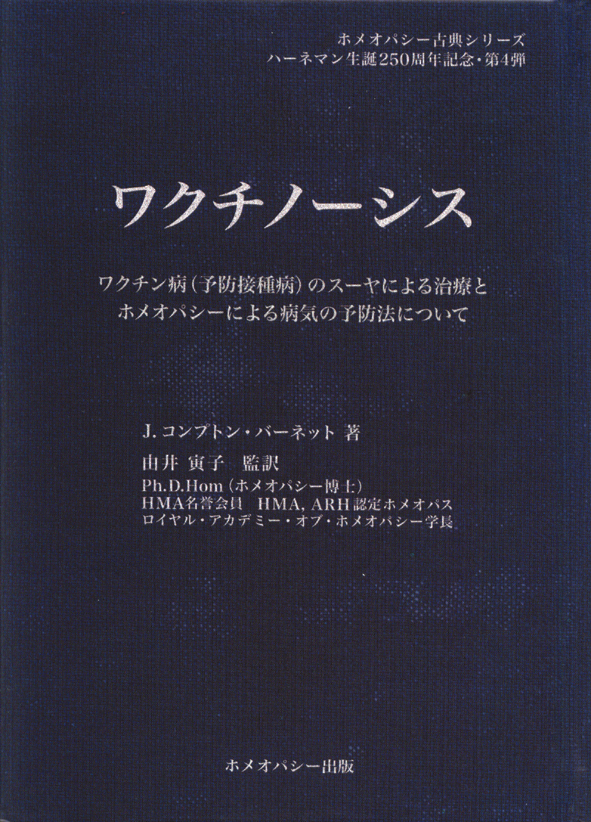 ホメオパシー古典シリーズ
ハーネマン生誕250周年記念・第4弾
ワクチノーシス
ワクチン病(予防接種病)のスーヤによる治療と
ホメオパシーによる病気の予防法について
J. コンプトン・バーネット 著
由井 寅子 監訳
Ph.D.Hom(ホメオパシー博士)
HMA名誉会員 HMA, ARH認定ホメオパス
ロイヤル・アカデミー・オブ・ホメオパシー学長
ホメオパシー出版